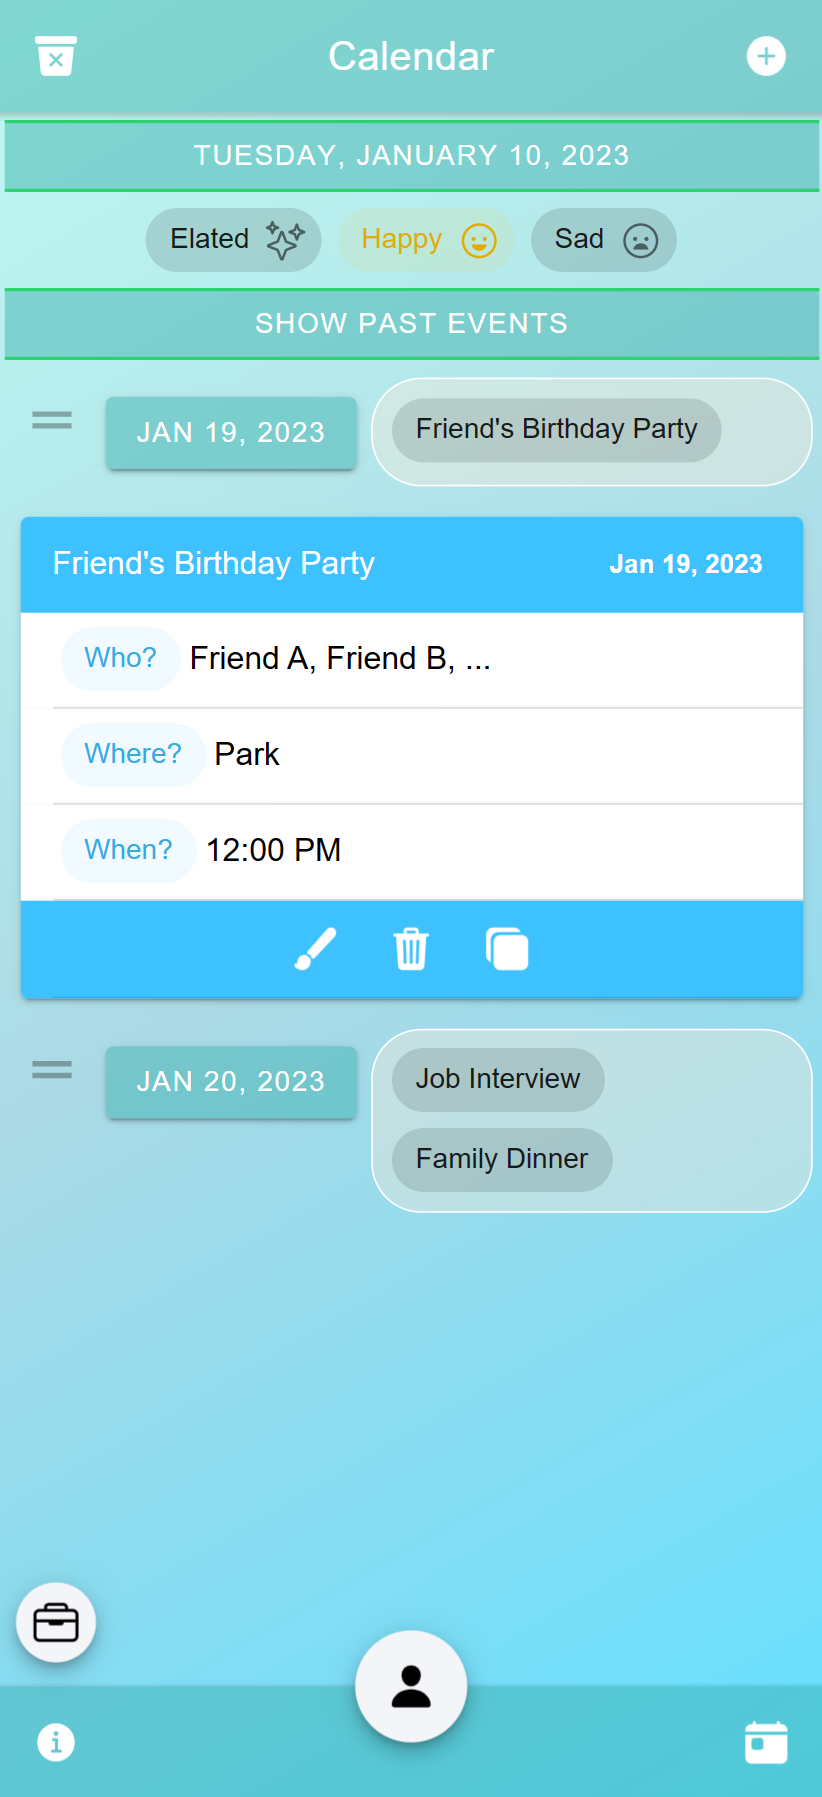 Calendar
TUESDAY, JANUARY 10, 2023
Elated Happy Sad
SHOW PAST EVENTS
JAN 19, 2023 Friend's Birthday Party
Friend's Birthday Party Jan 19, 2023
Who? Friend A, Friend B, ...
Where? Park
When? 12:00 PM
JAN 20, 2023 Job Interview
Family Dinner